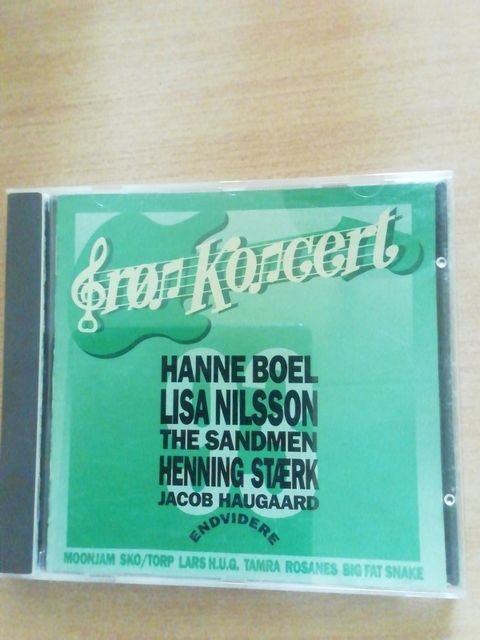 Grøn Koncert
93
HANNE BOEL
LISA NILSSON
THE SANDMEN
HENNING STÆRK
JACOB HAUGAARD
ENDVIDERE
MOONJAM SKO/TORP LARS H.U.G. TAMRA ROSANES BIG FAT SNAKE